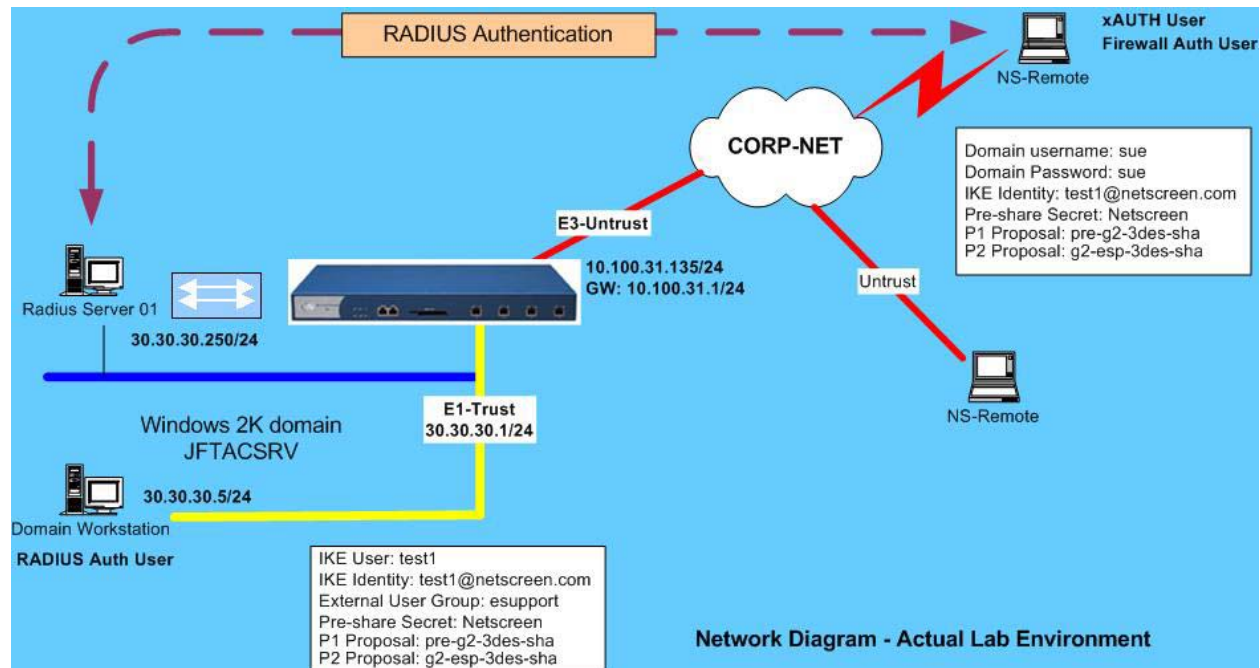 RADIUS Authentication
xAUTH User
Firewall Auth User
NS-Remote
CORP-NET
Domain username: sue
Domain Password: sue
IKE Identity: test1@netscreen.com
Pre-share Secret: Netscreen
P1 Proposal: pre-g2-3des-sha
P2 Proposal: g2-esp-3des-sha
E3-Untrust
10.100.31.135/24
GW: 10.100.31.1/24
Untrust
Radius Server 01
30.30.30.250/24
NS-Remote
E1-Trust
30.30.30.1/24
Windows 2K domain
JFTACSRV
30.30.30.5/24
Domain Workstation
RADIUS Auth User
IKE User: test1
IKE Identity: test1@netscreen.com
External User Group: esupport
Pre-share Secret: Netscreen
P1 Proposal: pre-g2-3des-sha
P2 Proposal: g2-esp-3des-sha
Network Diagram - Actual Lab Environment